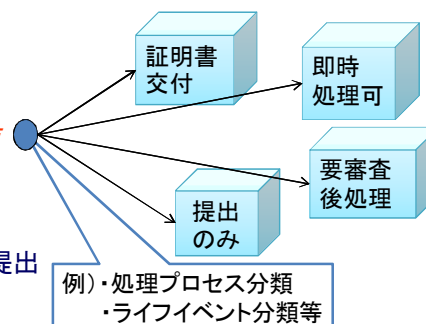 証明書
交付
即時
処理可
要審査
後処理
提出
のみ
提出
例)・処理プロセス分類
・ライフイベント分類等